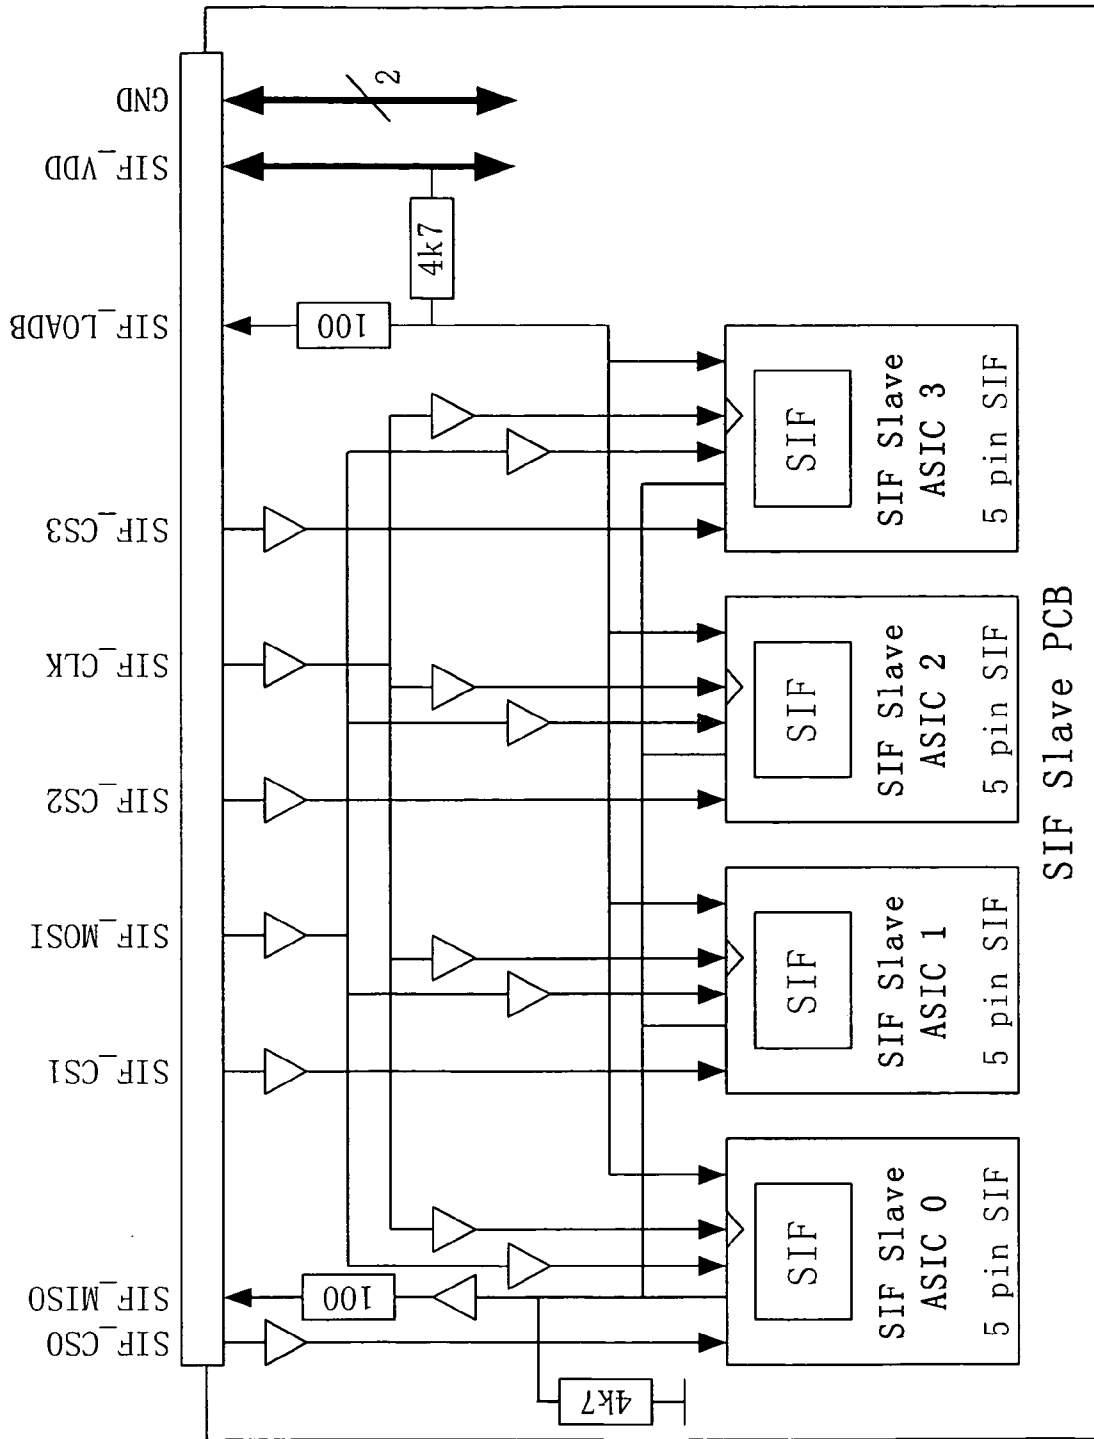 GND
2
SIF_VDD
4k7
SIF_LOADB
100
SIF_CS3
SIF_CLK
SIF_CS2
SIF_MOSI
SIF_CS1
SIF_MISO
100
SIF_CS0
4k7
SIF
SIF Slave
ASIC 3
5 pin SIF
SIF
SIF Slave
ASIC 2
5 pin SIF
SIF
SIF Slave
ASIC 1
5 pin SIF
SIF
SIF Slave
ASIC 0
5 pin SIF
SIF Slave PCB